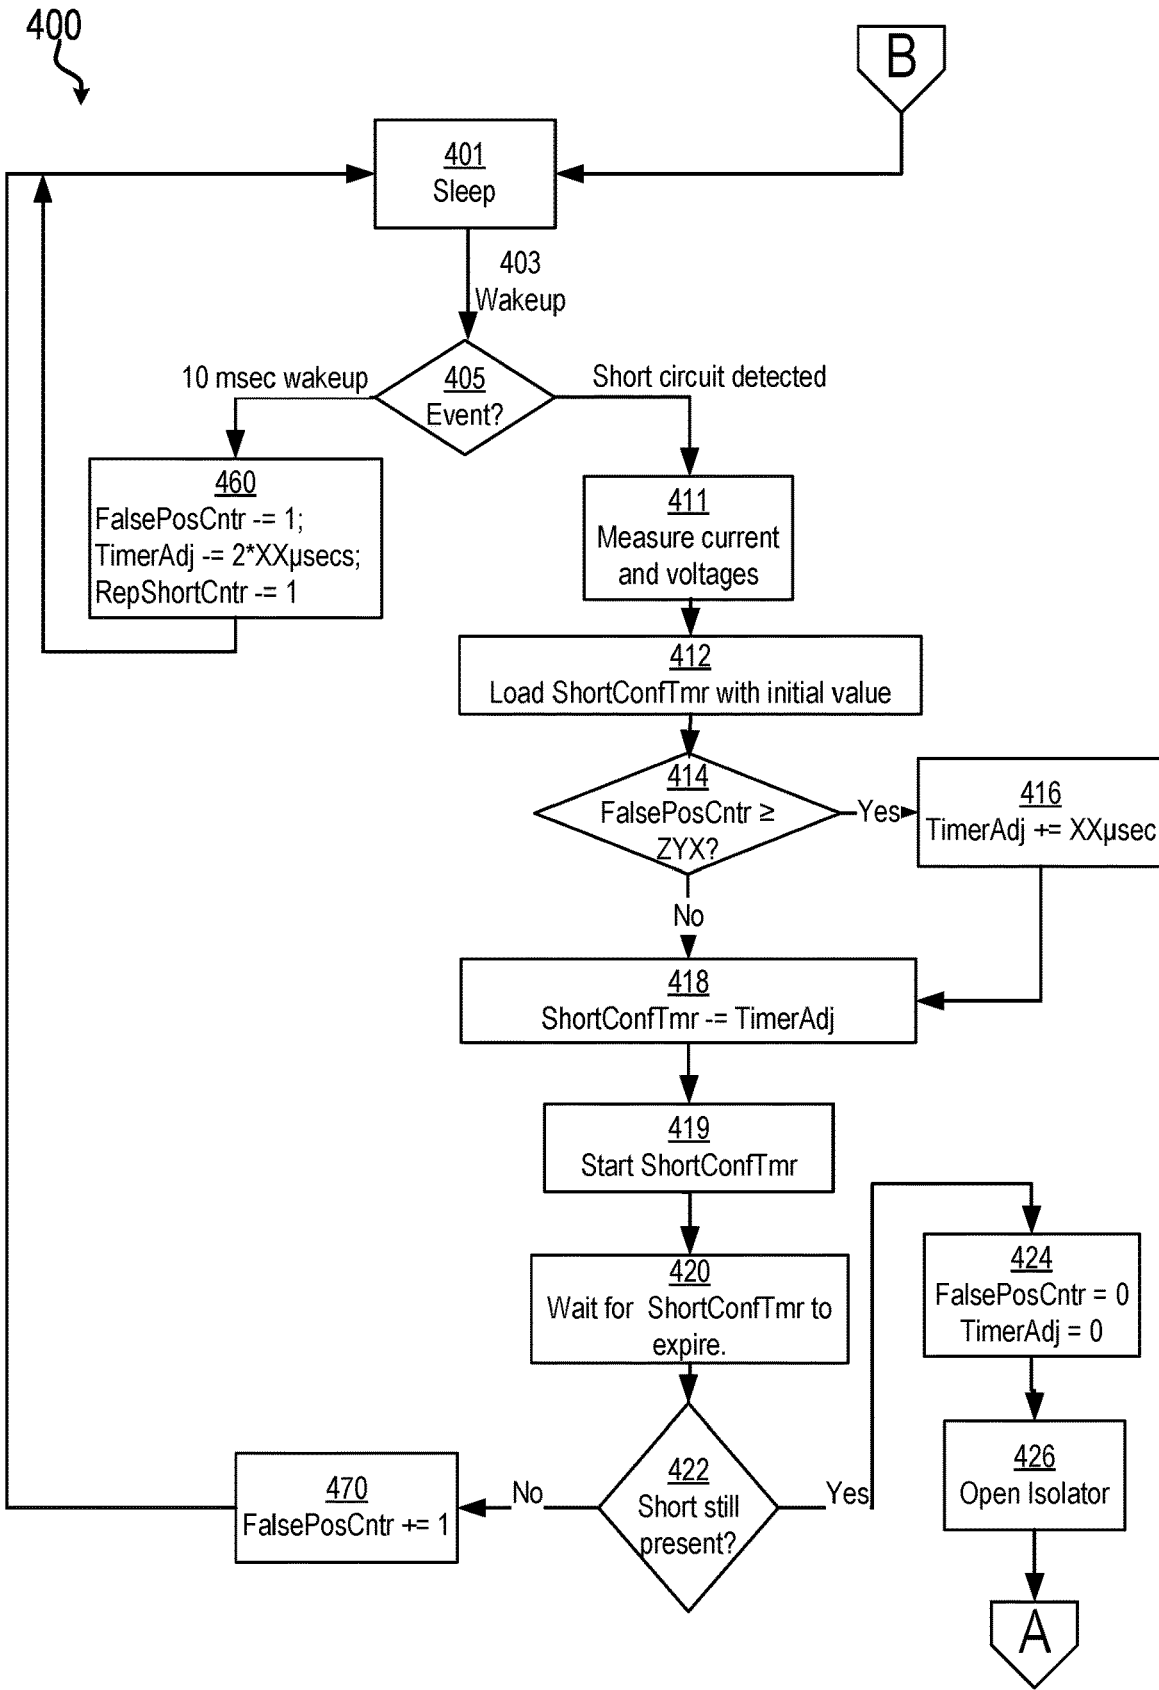 400
B
401
Sleep
403
Wakeup
10 msec wakeup
405
Event?
Short circuit detected
460
FalsePosCntr -= 1;
TimerAdj -= 2*XXµsecs;
RepShortCntr -= 1
411
Measure current
and voltages
412
Load ShortConfTmr with initial value
414
FalsePosCntr ≥
ZYX?
Yes
416
TimerAdj += XXµsec
No
418
ShortConfTmr -= TimerAdj
419
Start ShortConfTmr
420
Wait for ShortConfTmr to
expire.
422
Short still
present?
No
470
FalsePosCntr += 1
Yes
424
FalsePosCntr = 0
TimerAdj = 0
426
Open Isolator
A